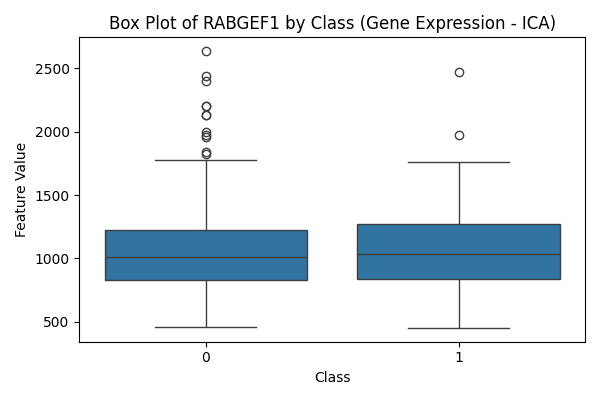 Box Plot of RABGEF1 by Class (Gene Expression - ICA)
2500
2000
1500
1000
500
Feature Value
0
1
Class